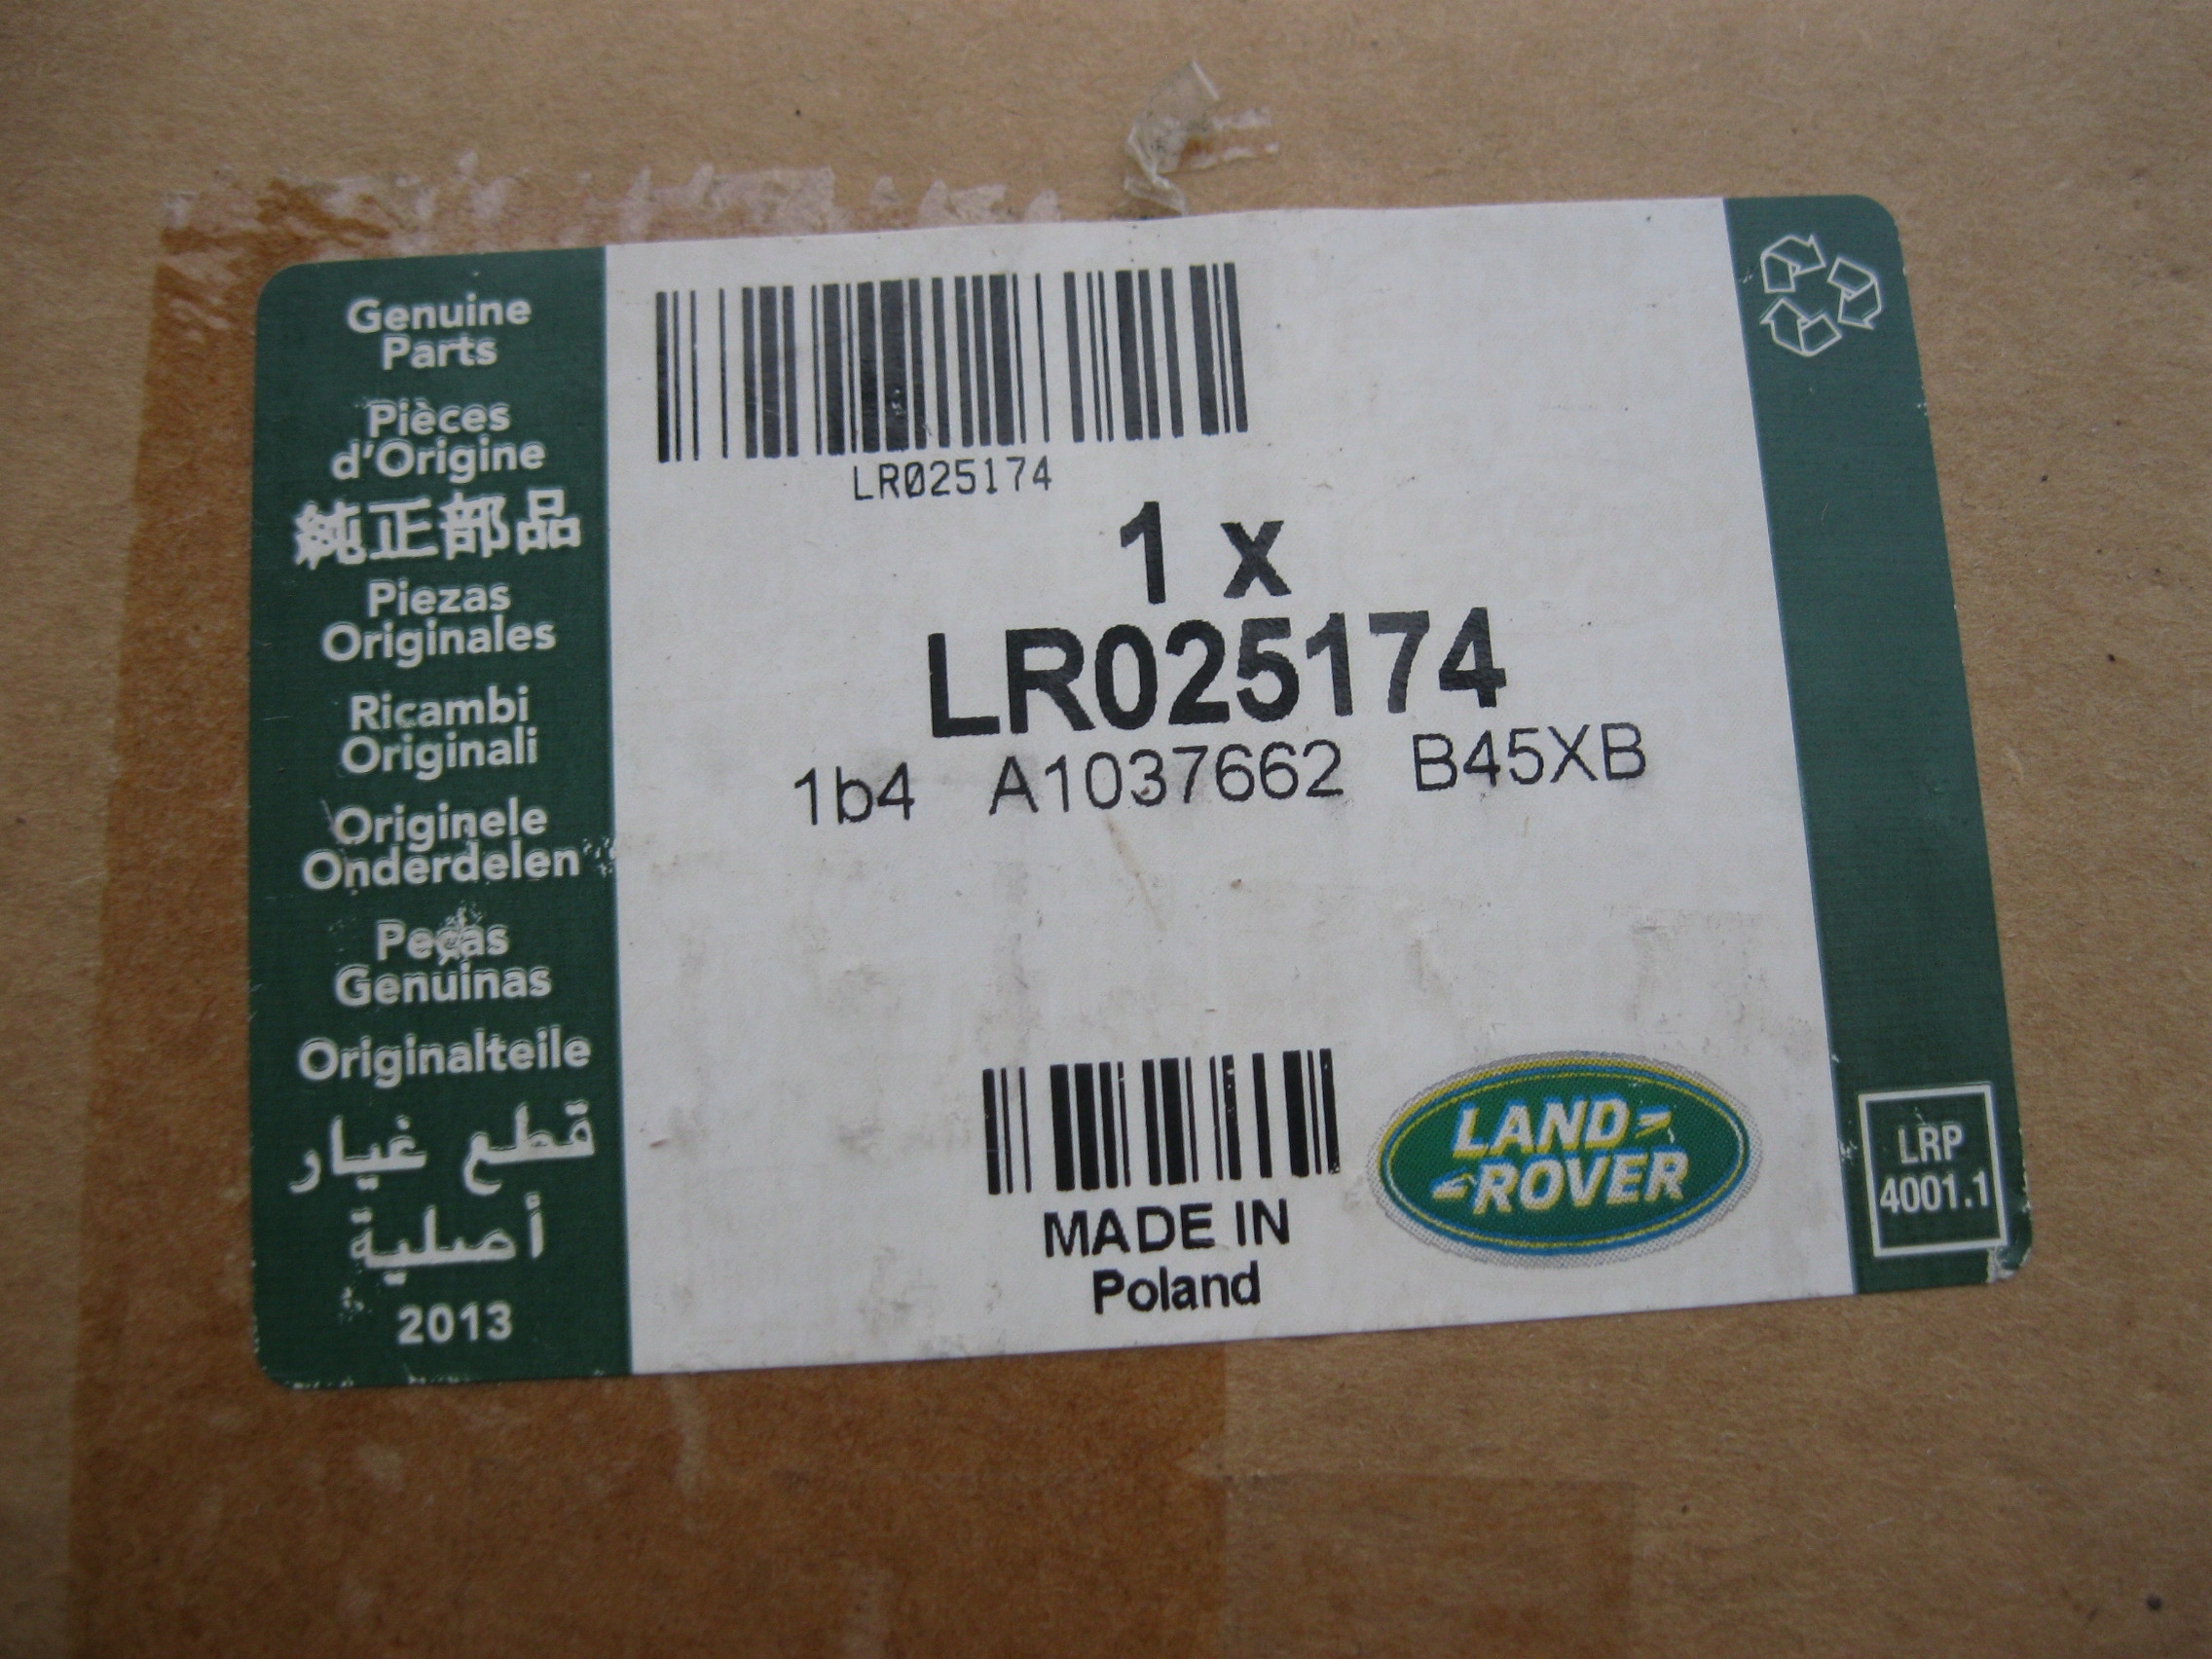 Genuine
Parts
Pièces
d'Origine
純正部品
Piezas
Originales
Ricambi
Originali
Originele
Onderdelen
Peças
Genuinas
Originalteile
قطع غيار
أصلية
2013
LR025174
1 x
LR025174
1b4 A1037662 B45XB
MADE IN
Poland
LAND
ROVER
LRP
4001.1